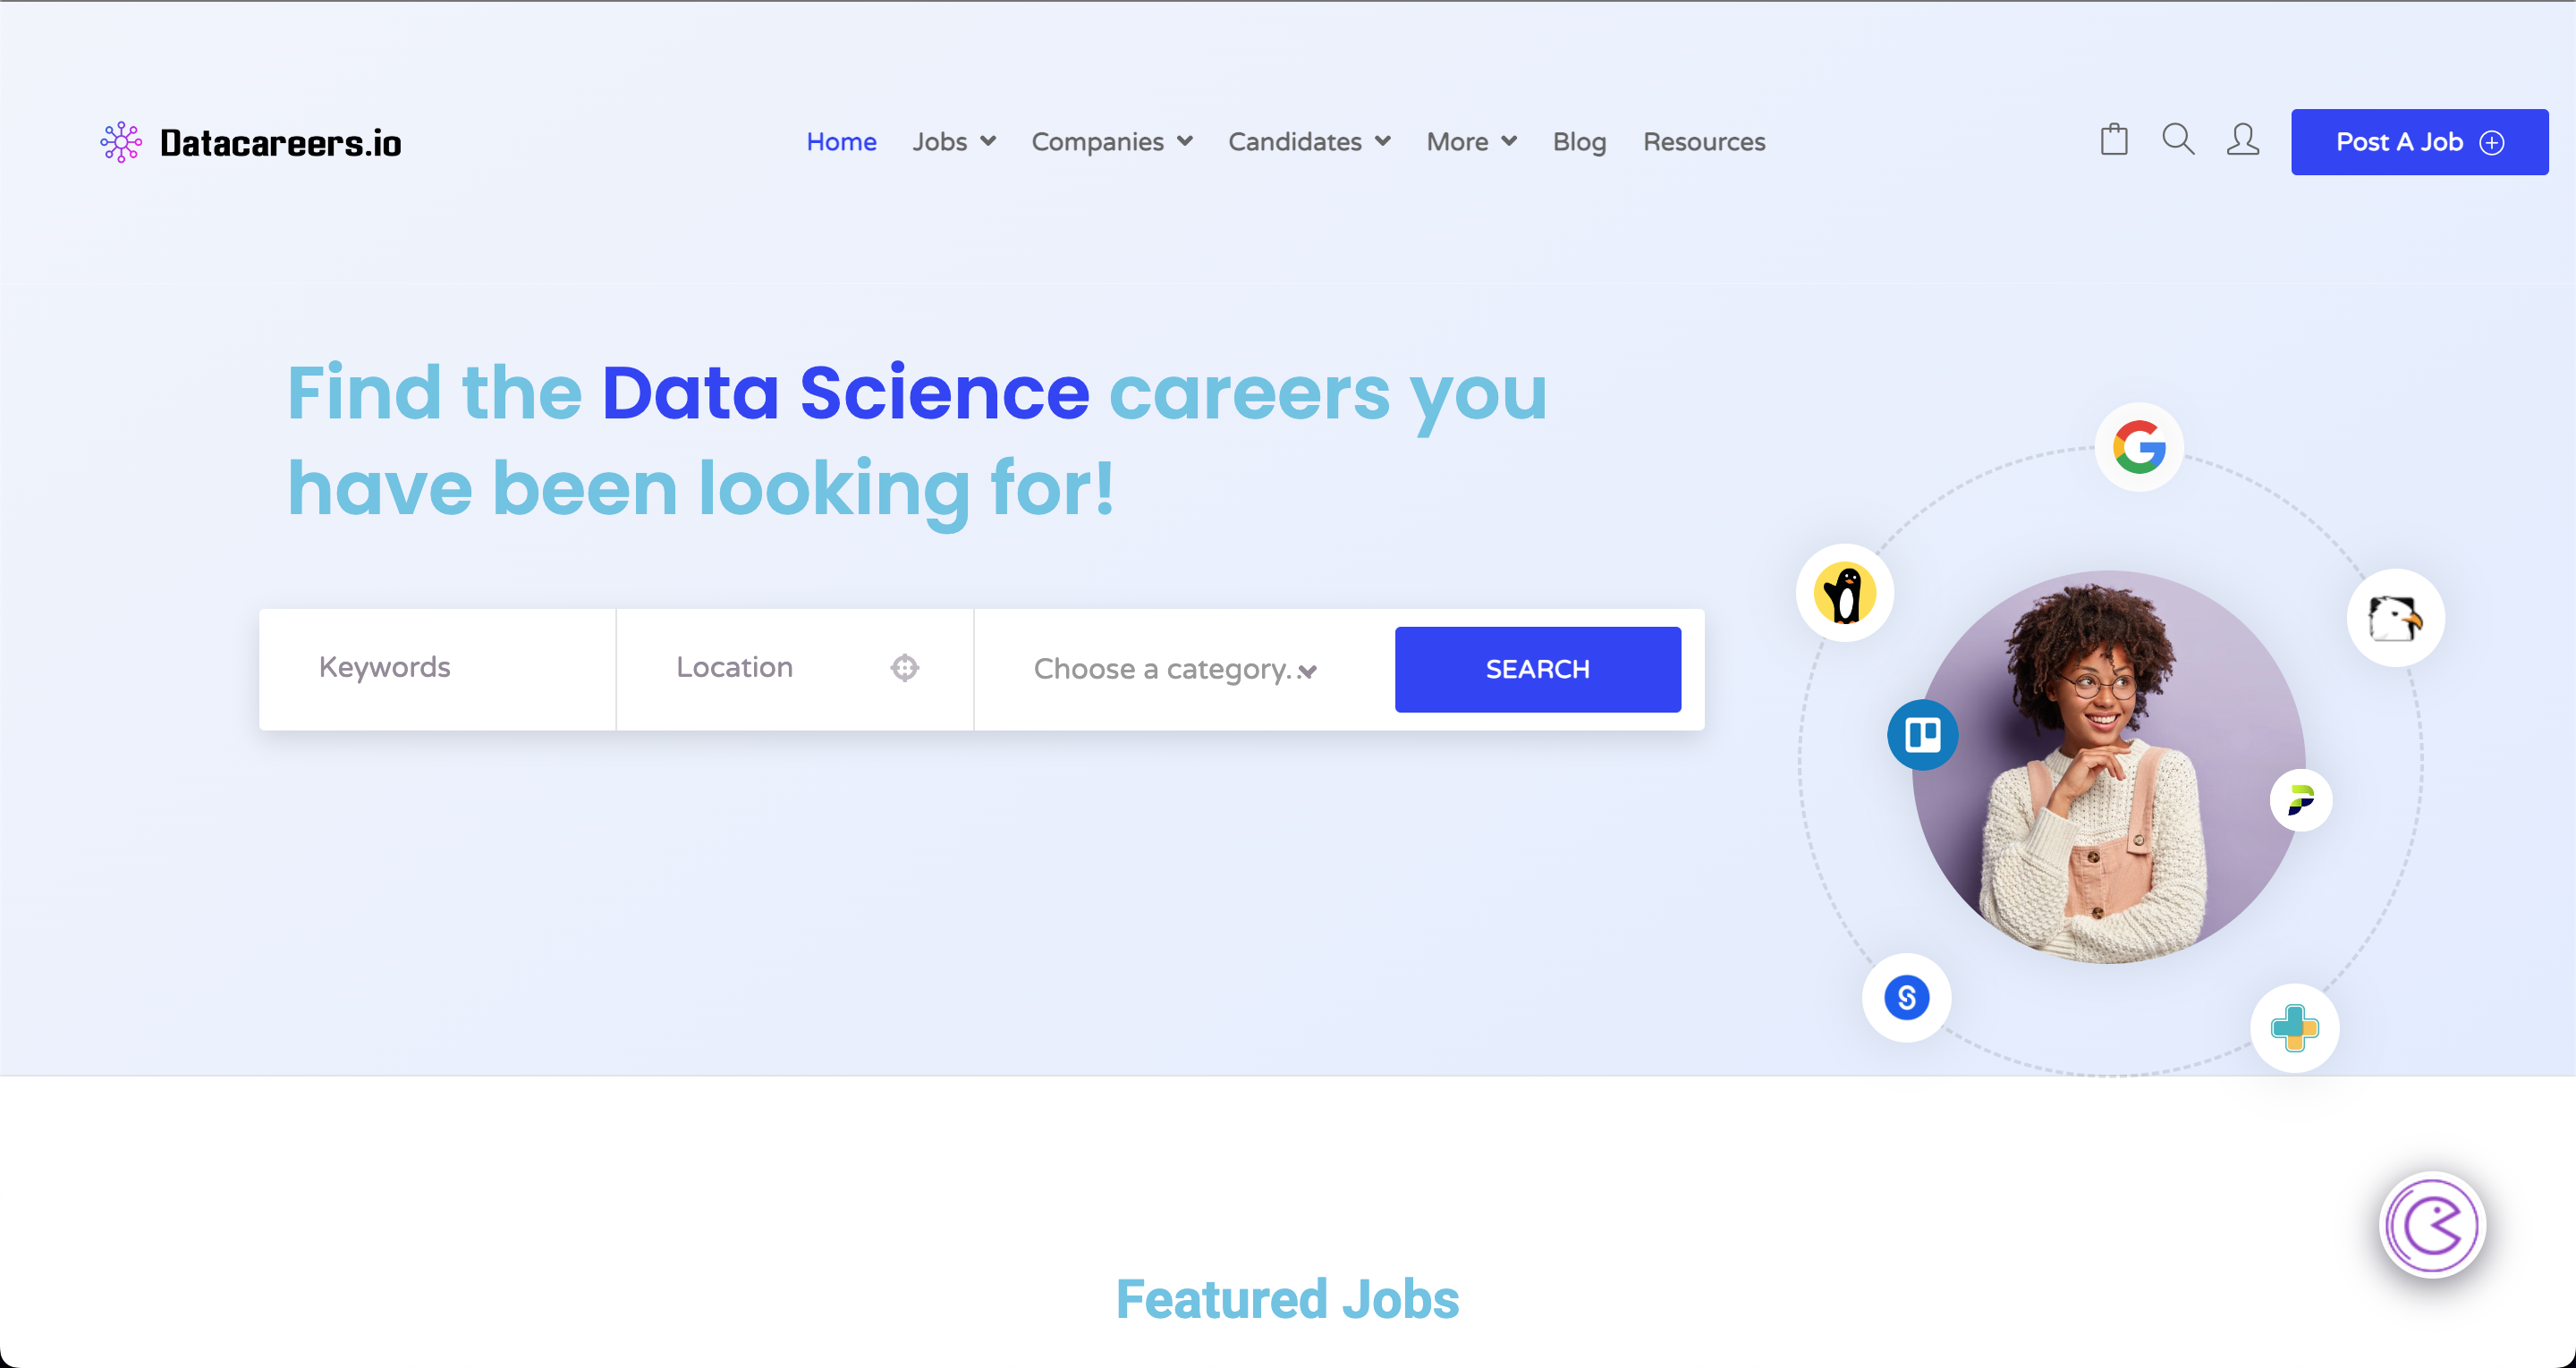 Datacareers.io
Home Jobs Companies Candidates More Blog Resources
Post A Job
Find the Data Science careers you
have been looking for!
Keywords Location Choose a category.. SEARCH
Featured Jobs